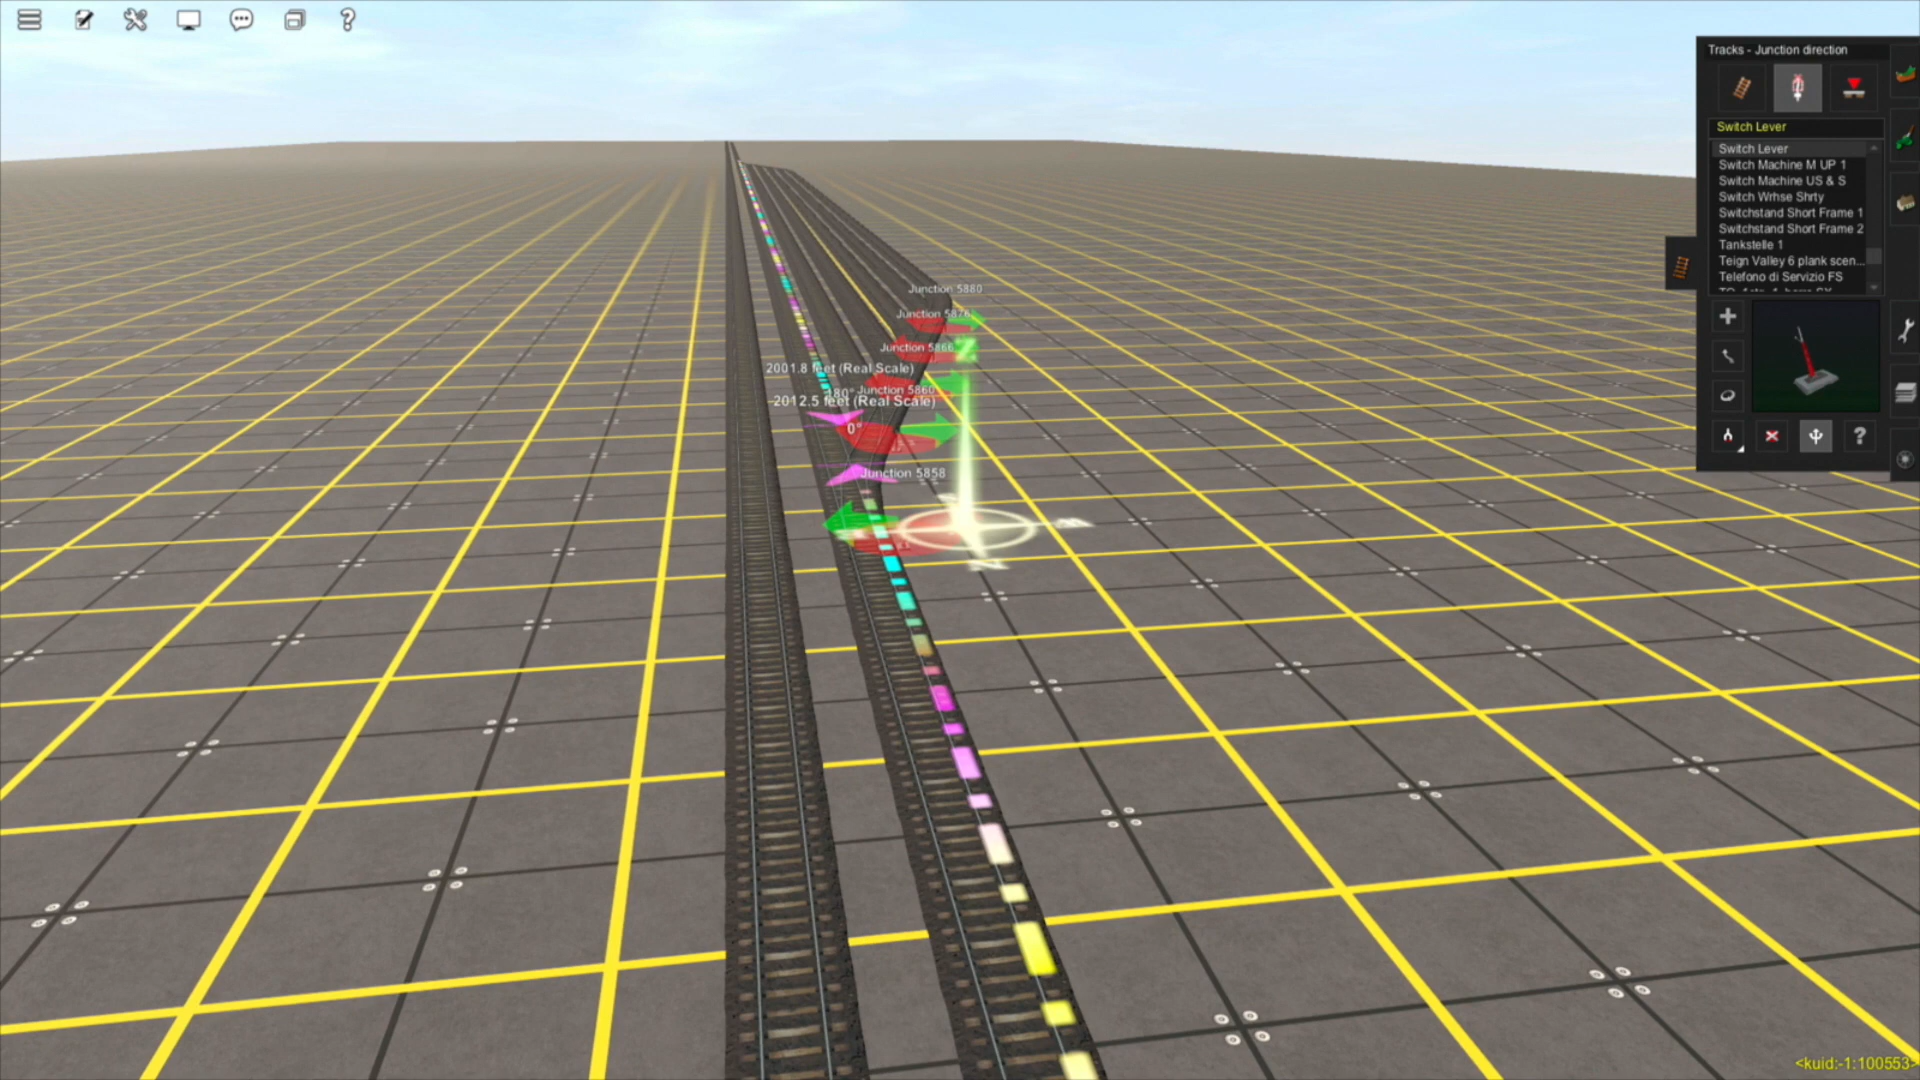 Tracks - Junction direction
Switch Lever
Switch Lever
Switch Machine M UP 1
Switch Machine US & S
Switch Wrhse Shrty
Switchstand Short Frame 1
Switchstand Short Frame 2
Tankstelle 1
Teign Valley 6 plank scen...
Telefono di Servizio FS
Junction 5880
Junction 5876
Junction 5866
2001.8 feet (Real Scale)
180°
Junction 5860
2012.5 feet (Real Scale)
0°
Junction 5858
<kuid:-1:100553>